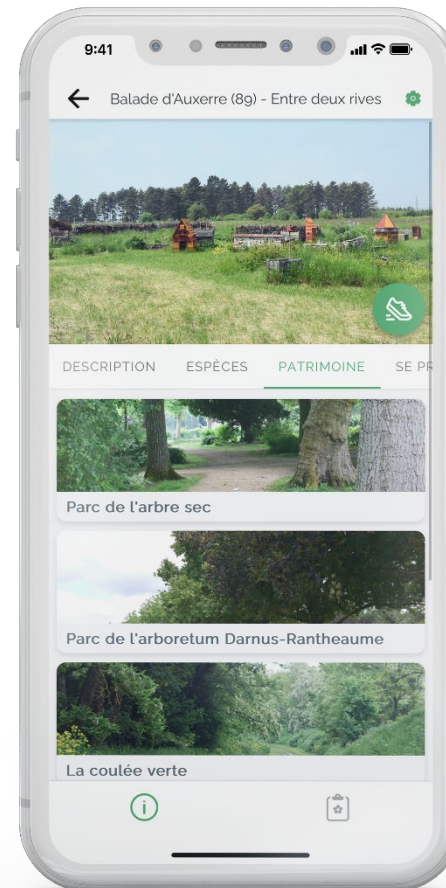 9:41
Balade d'Auxerre (89) - Entre deux rives
DESCRIPTION ESPÈCES PATRIMOINE SE PR
Parc de l'arbre sec
Parc de l'arboretum Darnus-Rantheaume
La coulée verte